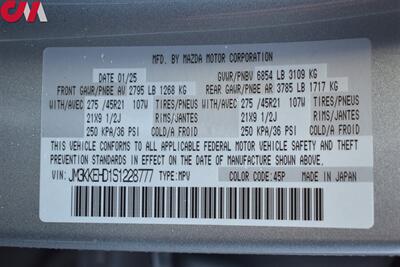 CMA
MFD. BY MAZDA MOTOR CORPORATION
DATE 01/25 GVWR/PNBV 6854 LB 3109 KG
FRONT GAWR/PNBE AV 2795 LB 1268 KG REAR GAWR/PNBE AR 3785 LB 1717 KG
WITH/AVEC 275 /45R21 107W TIRES/PNEUS WITH/AVEC 275 /45R21 107W TIRES/PNEUS
21X9 1/2J RIMS/JANTES 21X9 1/2J RIMS/JANTES
250 KPA/36 PSI COLD/A FROID 250 KPA/36 PSI COLD/A FROID
THIS VEHICLE CONFORMS TO ALL APPLICABLE FEDERAL MOTOR VEHICLE SAFETY AND THEFT
PREVENTION STANDARDS IN EFFECT ON THE DATE OF MANUFACTURE SHOWN ABOVE.
VIN: JM3KKEHD1S1228777 TYPE:MPV COLOR CODE:45P MADE IN JAPAN